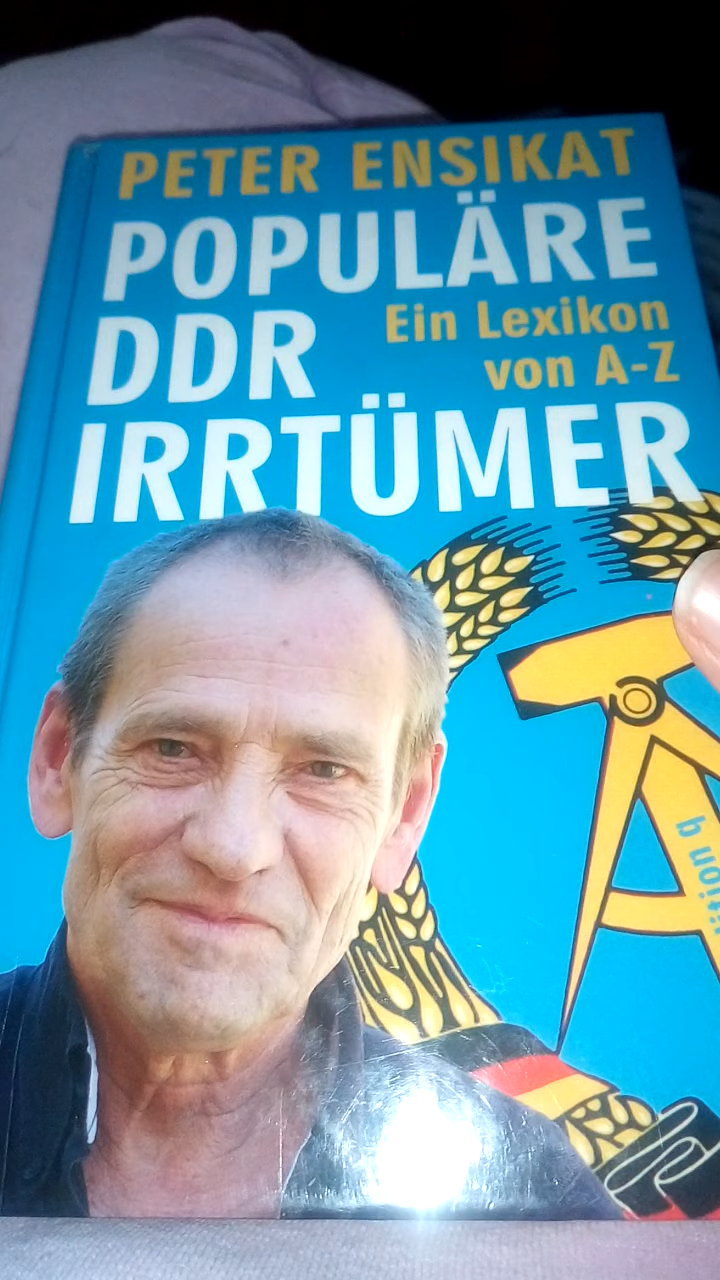 PETER ENSIKAT
POPULÄRE
DDR
Ein Lexikon
von A-Z
IRRTÜMER